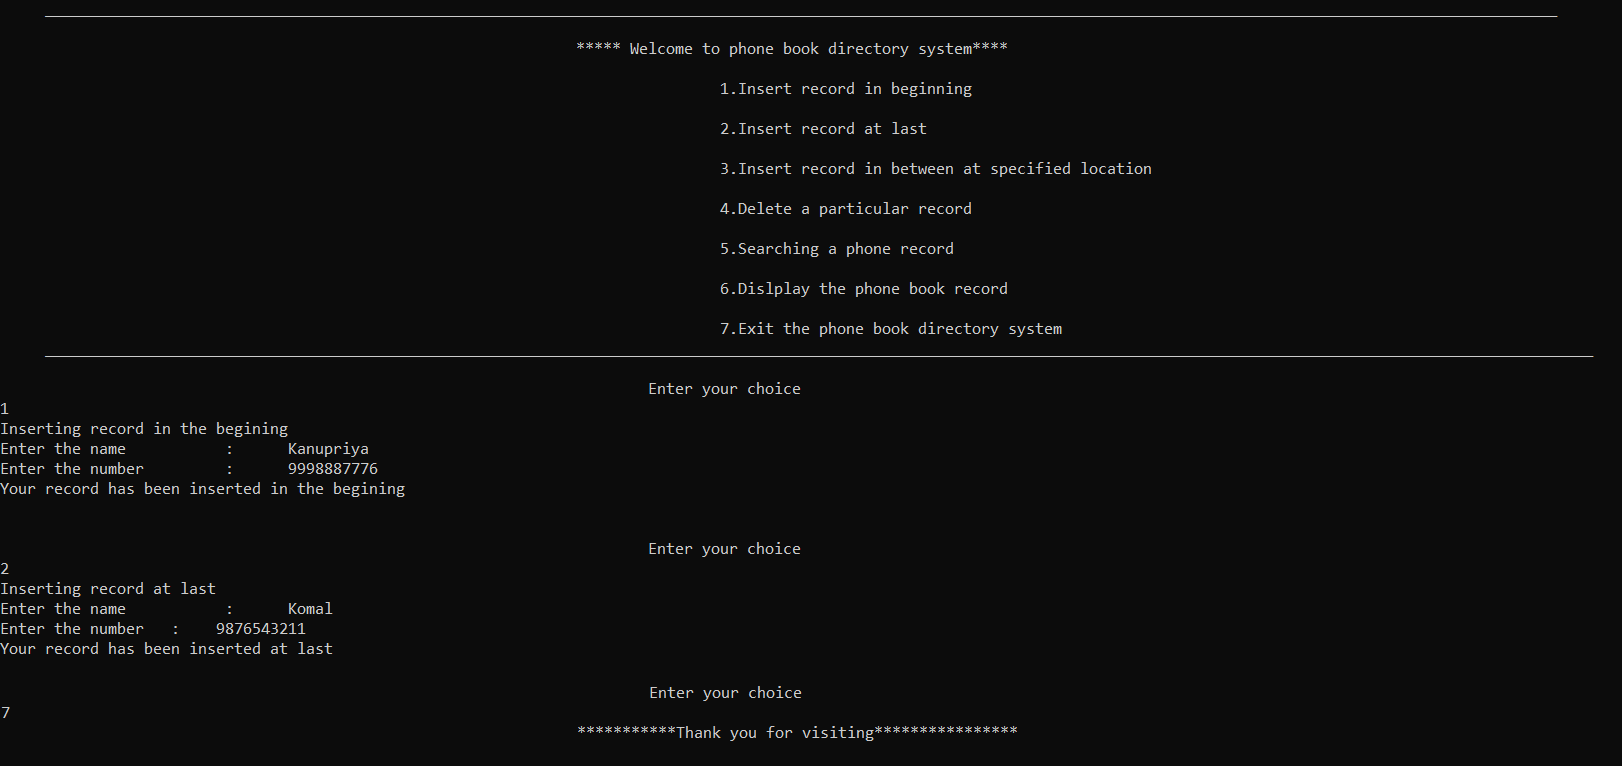 ***** Welcome to phone book directory system****
1.Insert record in beginning
2.Insert record at last
3.Insert record in between at specified location
4.Delete a particular record
5.Searching a phone record
6.Dislplay the phone book record
7.Exit the phone book directory system
Enter your choice
1
Inserting record in the begining
Enter the name : Kanupriya
Enter the number : 9998887776
Your record has been inserted in the begining
Enter your choice
2
Inserting record at last
Enter the name : Komal
Enter the number : 9876543211
Your record has been inserted at last
Enter your choice
7
***********Thank you for visiting****************